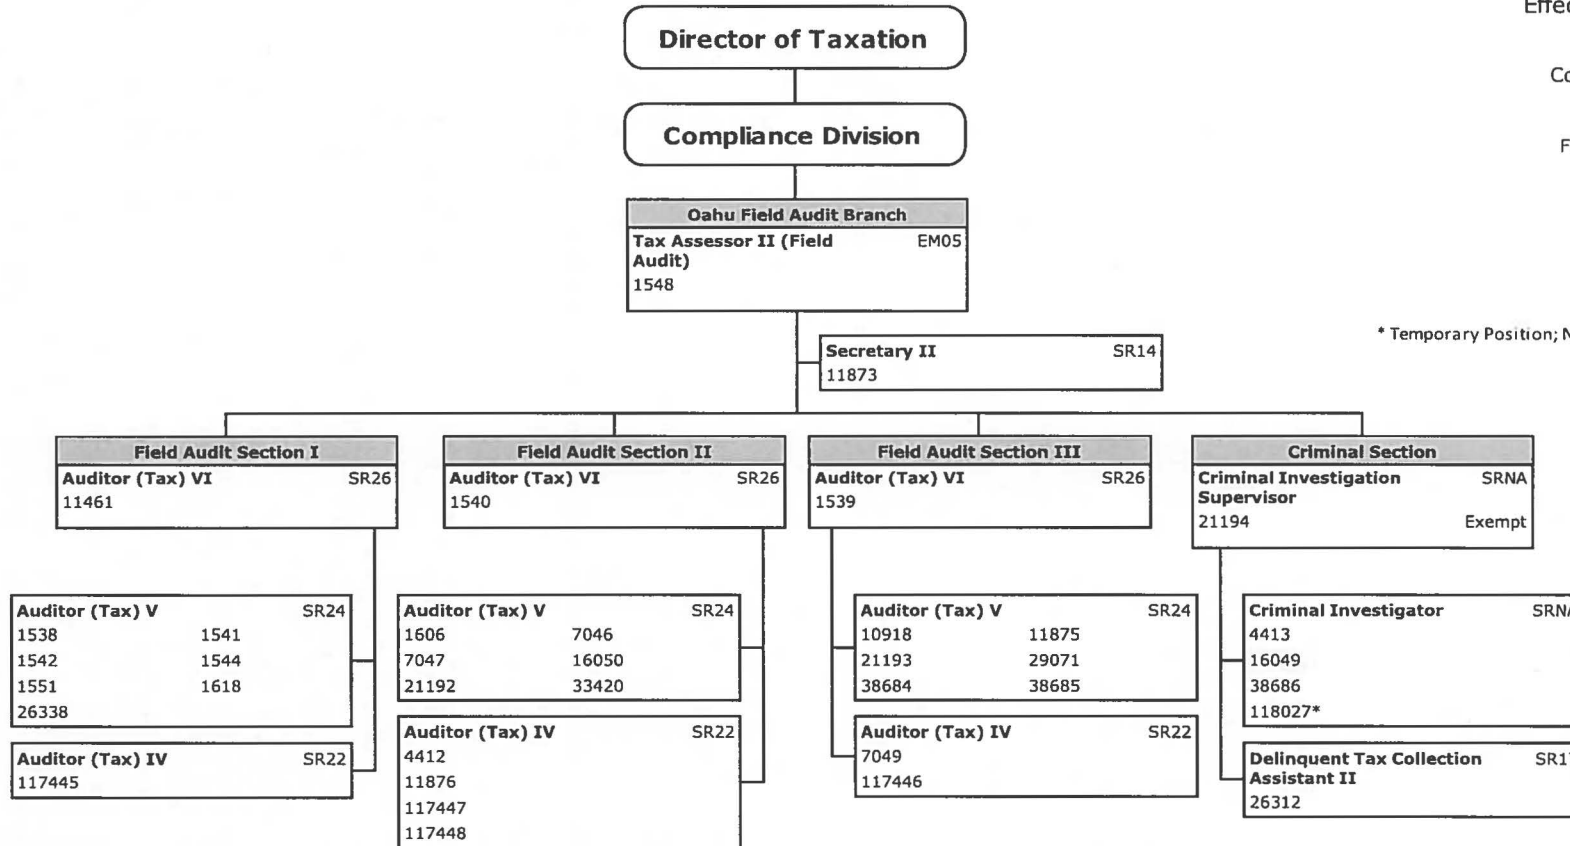 Director of Taxation
Compliance Division
Oahu Field Audit Branch
Tax Assessor II (Field Audit) EM05
1548
* Temporary Position;
Secretary II SR14
11873
Field Audit Section I
Auditor (Tax) VI SR26
11461
Field Audit Section II
Auditor (Tax) VI SR26
1540
Field Audit Section III
Auditor (Tax) VI SR26
1539
Criminal Section
Criminal Investigation SRNA
Supervisor
21194 Exempt
Auditor (Tax) V SR24
1538 1541
1542 1544
1551 1618
26338
Auditor (Tax) IV SR22
117445
Auditor (Tax) V SR24
1606 7046
7047 16050
21192 33420
Auditor (Tax) IV SR22
4412
11876
117447
117448
Auditor (Tax) V SR24
10918 11875
21193 29071
38684 38685
Auditor (Tax) IV SR22
7049
117446
Criminal Investigator
4413
16049
38686
118027*
Delinquent Tax Collection
Assistant II
26312